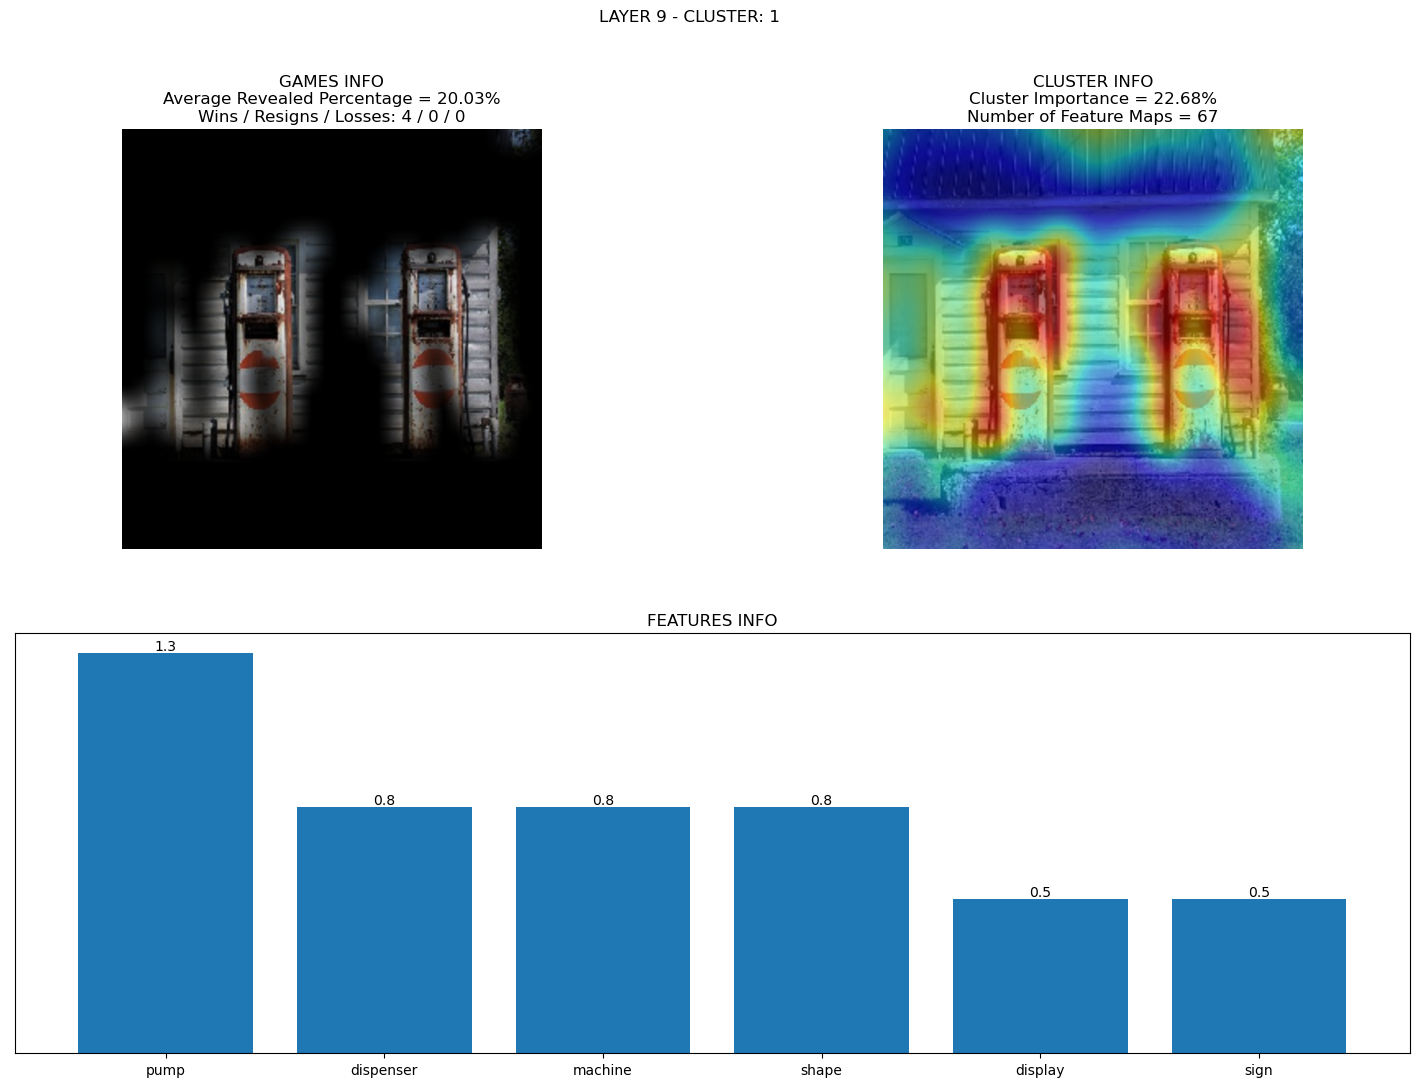 LAYER 9 - CLUSTER: 1
GAMES INFO
Average Revealed Percentage = 20.03%
Wins / Resigns / Losses: 4 / 0 / 0
CLUSTER INFO
Cluster Importance = 22.68%
Number of Feature Maps = 67
FEATURES INFO
1.3
0.8
0.8
0.8
0.5
0.5
pump
dispenser
machine
shape
display
sign